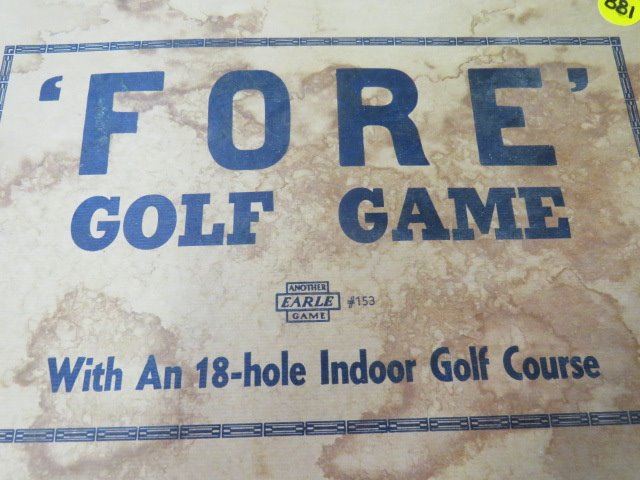 881
'FORE'
GOLF GAME
ANOTHER
EARLE #153
GAME
With An 18-hole Indoor Golf Course